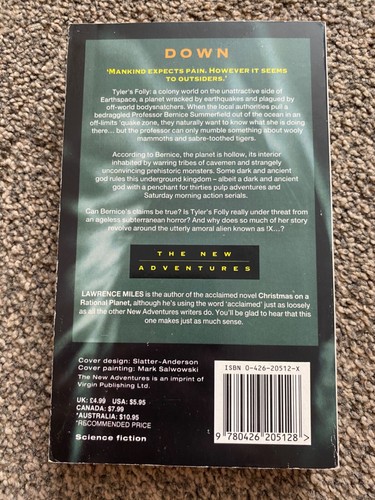 DOWN
'MANKIND EXPECTS PAIN. HOWEVER IT SEEMS
TO OUTSIDERS.'
Tyler's Folly: a colony world on the unattractive side of
Earthspace, a planet wracked by earthquakes and plagued by
off-world bodysnatchers. When the local authorities pull a
bedraggled Professor Bernice Summerfield out of the ocean in an
off-limits 'quake zone, they naturally want to know what she is doing
there... but the professor can only mumble something about wooly
mammoths and sabre-toothed tigers.
According to Bernice, the planet is hollow, its interior
inhabited by warring tribes of cavemen and strangely
unconvincing prehistoric monsters. Some dark and ancient
god rules this underground kingdom – albeit a dark and ancient
god with a penchant for thirties pulp adventures and
Saturday morning action serials.
Can Bernice's claims be true? Is Tyler's Folly really under threat from
an ageless subterranean horror? And why does so much of her story
revolve around the utterly amoral alien known as !X...?
THE NEW
ADVENTURES
LAWRENCE MILES is the author of the acclaimed novel Christmas on a
Rational Planet, although he's using the word 'acclaimed' just as loosely
as all the other New Adventures writers do. You'll be glad to hear that this
one makes just as much sense.
Cover design: Slatter-Anderson
Cover painting: Mark Salwowski
The New Adventures is an imprint of
Virgin Publishing Ltd.
UK: £4.99 USA: $5.95
CANADA: $7.99
*AUSTRALIA: $10.95
*RECOMMENDED PRICE
Science fiction
ISBN 0-426-20512-X
9 780426 205128 >